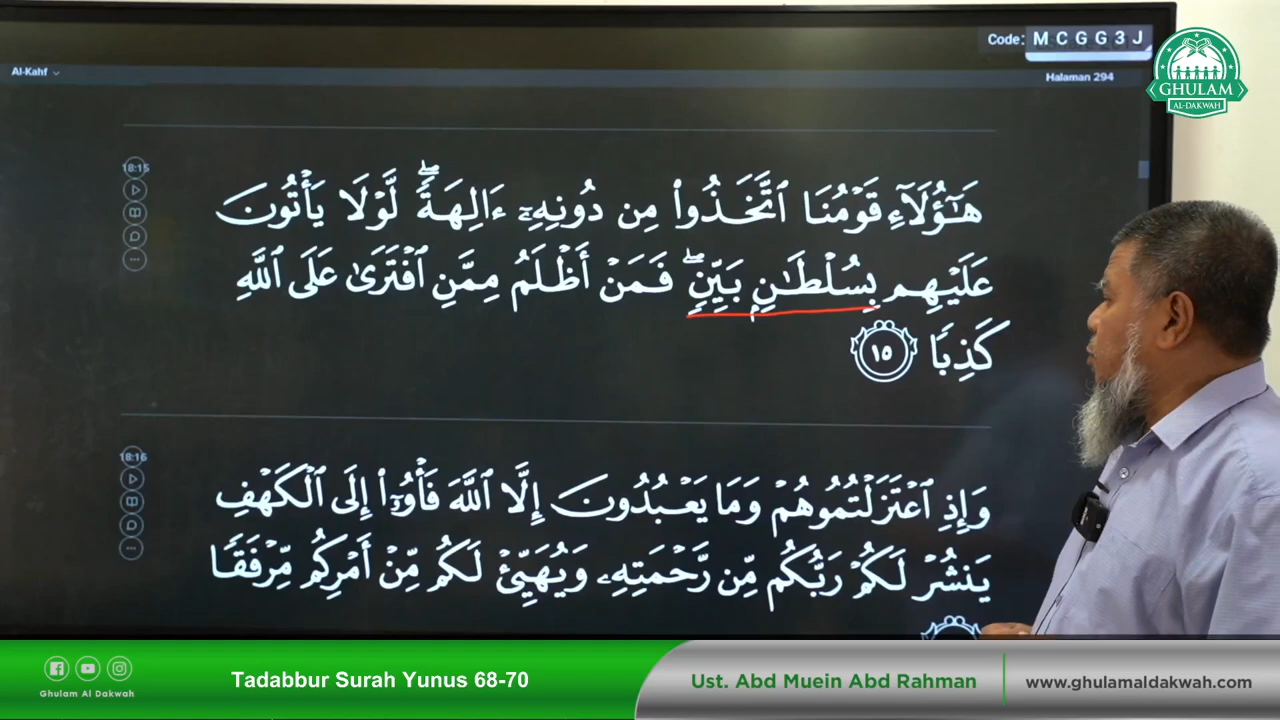 Code: MCGG3J
GHULAM
AL-DAKWAH
Al-Kahf
Halaman 294
18:15
هَـٰٓؤُلَآءِ قَوْمُنَا ٱتَّخَذُوا۟ مِن دُونِهِۦٓ ءَالِهَةًۖ لَّوْلَا يَأْتُونَ
عَلَيْهِم بِسُلْطَـٰنٍۭ بَيِّنٍۖ فَمَنْ أَظْلَمُ مِمَّنِ ٱفْتَرَىٰ عَلَى ٱللَّهِ
كَذِبًا ١٥
18:16
وَإِذِ ٱعْتَزَلْتُمُوهُمْ وَمَا يَعْبُدُونَ إِلَّا ٱللَّهَ فَأْوُۥٓا۟ إِلَى ٱلْكَهْفِ
يَنشُرْ لَكُمْ رَبُّكُم مِّن رَّحْمَتِهِۦ وَيُهَيِّئْ لَكُم مِّنْ أَمْرِكُم مِّرْفَقًا
Ghulam Al Dakwah
Tadabbur Surah Yunus 68-70
Ust. Abd Muein Abd Rahman
www.ghulamaldakwah.com